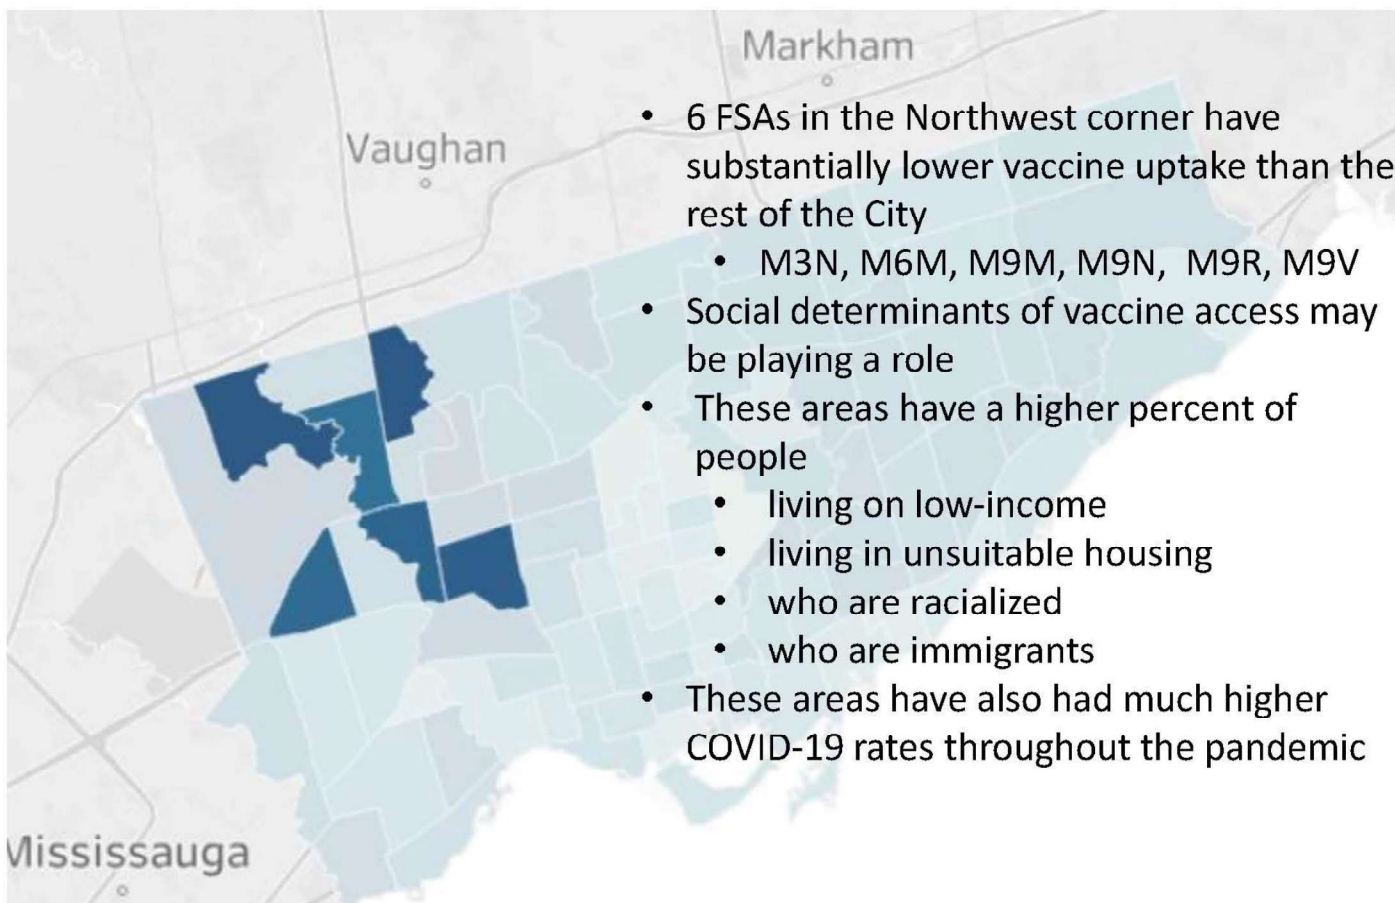 Markham
Vaughan
• 6 FSAs in the Northwest corner have
substantially lower vaccine uptake than the
rest of the City
• M3N, M6M, M9M, M9N, M9R, M9V
• Social determinants of vaccine access may
be playing a role
• These areas have a higher percent of
people
• living on low-income
• living in unsuitable housing
• who are racialized
• who are immigrants
• These areas have also had much higher
COVID-19 rates throughout the pandemic
Mississauga